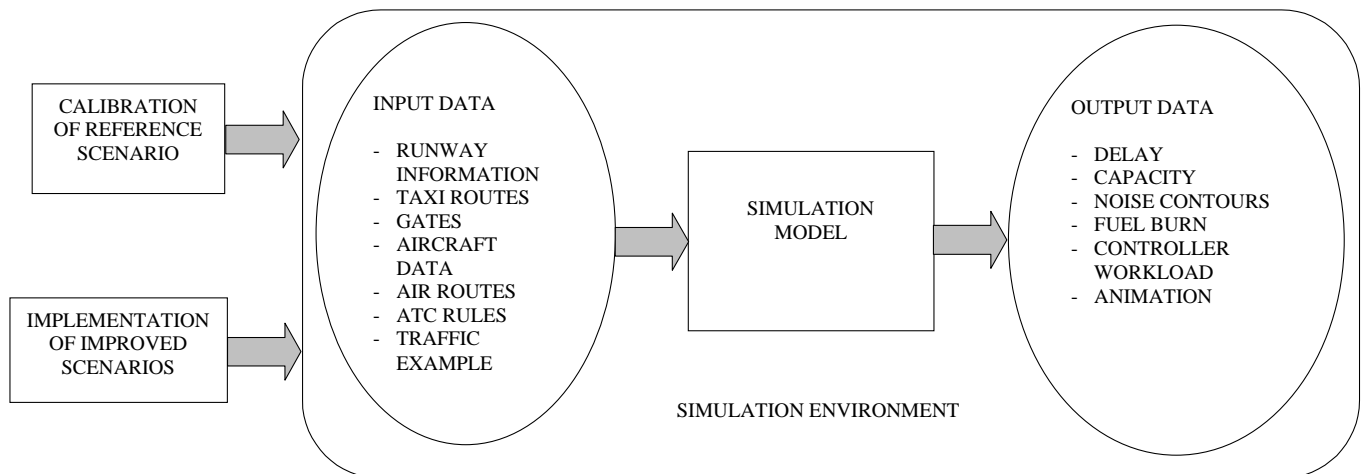 CALIBRATION
OF REFERENCE
SCENARIO
IMPLEMENTATION
OF IMPROVED
SCENARIOS
INPUT DATA
- RUNWAY
INFORMATION
- TAXI ROUTES
- GATES
- AIRCRAFT
DATA
- AIR ROUTES
- ATC RULES
- TRAFFIC
EXAMPLE
SIMULATION
MODEL
SIMULATION ENVIRONMENT
OUTPUT DATA
- DELAY
- CAPACITY
- NOISE CONTOURS
- FUEL BURN
- CONTROLLER
WORKLOAD
- ANIMATION